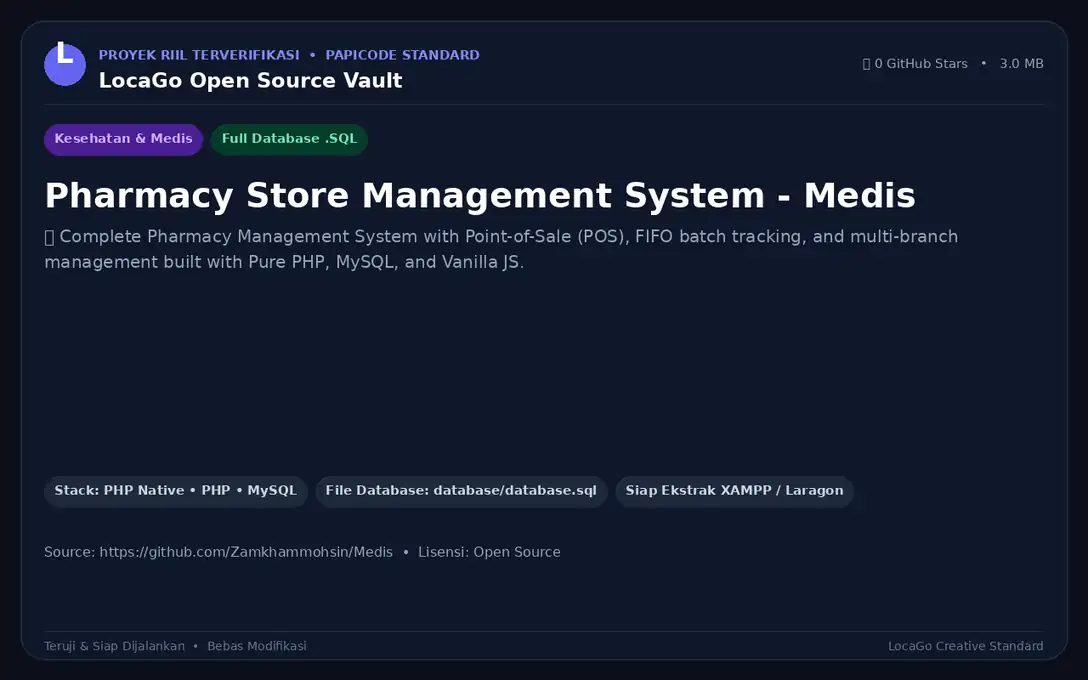 L
PROYEK RIIL TERVERIFIKASI • PAPICODE STANDARD
LocaGo Open Source Vault
0 GitHub Stars • 3.0 MB
Kesehatan & Medis
Full Database .SQL
Pharmacy Store Management System - Medis
Complete Pharmacy Management System with Point-of-Sale (POS), FIFO batch tracking, and multi-branch
management built with Pure PHP, MySQL, and Vanilla JS.
Stack: PHP Native • PHP • MySQL
File Database: database/database.sql
Siap Ekstrak XAMPP / Laragon
Source: https://github.com/Zamkhammohsin/Medis • Lisensi: Open Source
Teruji & Siap Dijalankan • Bebas Modifikasi
LocaGo Creative Standard